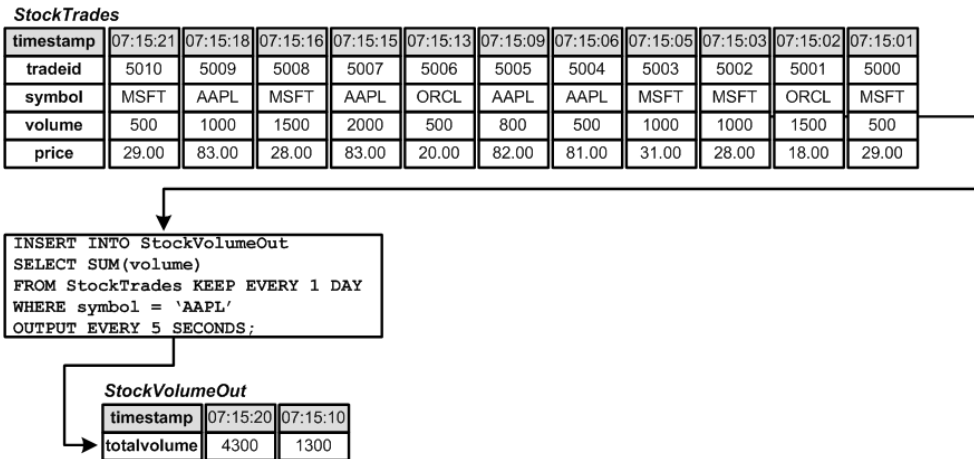 StockTrades
timestamp 07:15:21 07:15:18 07:15:16 07:15:15 07:15:13 07:15:09 07:15:06 07:15:05 07:15:03 07:15:02 07:15:01
tradeid 5010 5009 5008 5007 5006 5005 5004 5003 5002 5001 5000
symbol MSFT AAPL MSFT AAPL ORCL AAPL AAPL MSFT MSFT ORCL MSFT
volume 500 1000 1500 2000 500 800 500 1000 1000 1500 500
price 29.00 83.00 28.00 83.00 20.00 82.00 81.00 31.00 28.00 18.00 29.00
INSERT INTO StockVolumeOut
SELECT SUM(volume)
FROM StockTrades KEEP EVERY 1 DAY
WHERE symbol = ‘AAPL’
OUTPUT EVERY 5 SECONDS;
StockVolumeOut
timestamp 07:15:20 07:15:10
totalvolume 4300 1300